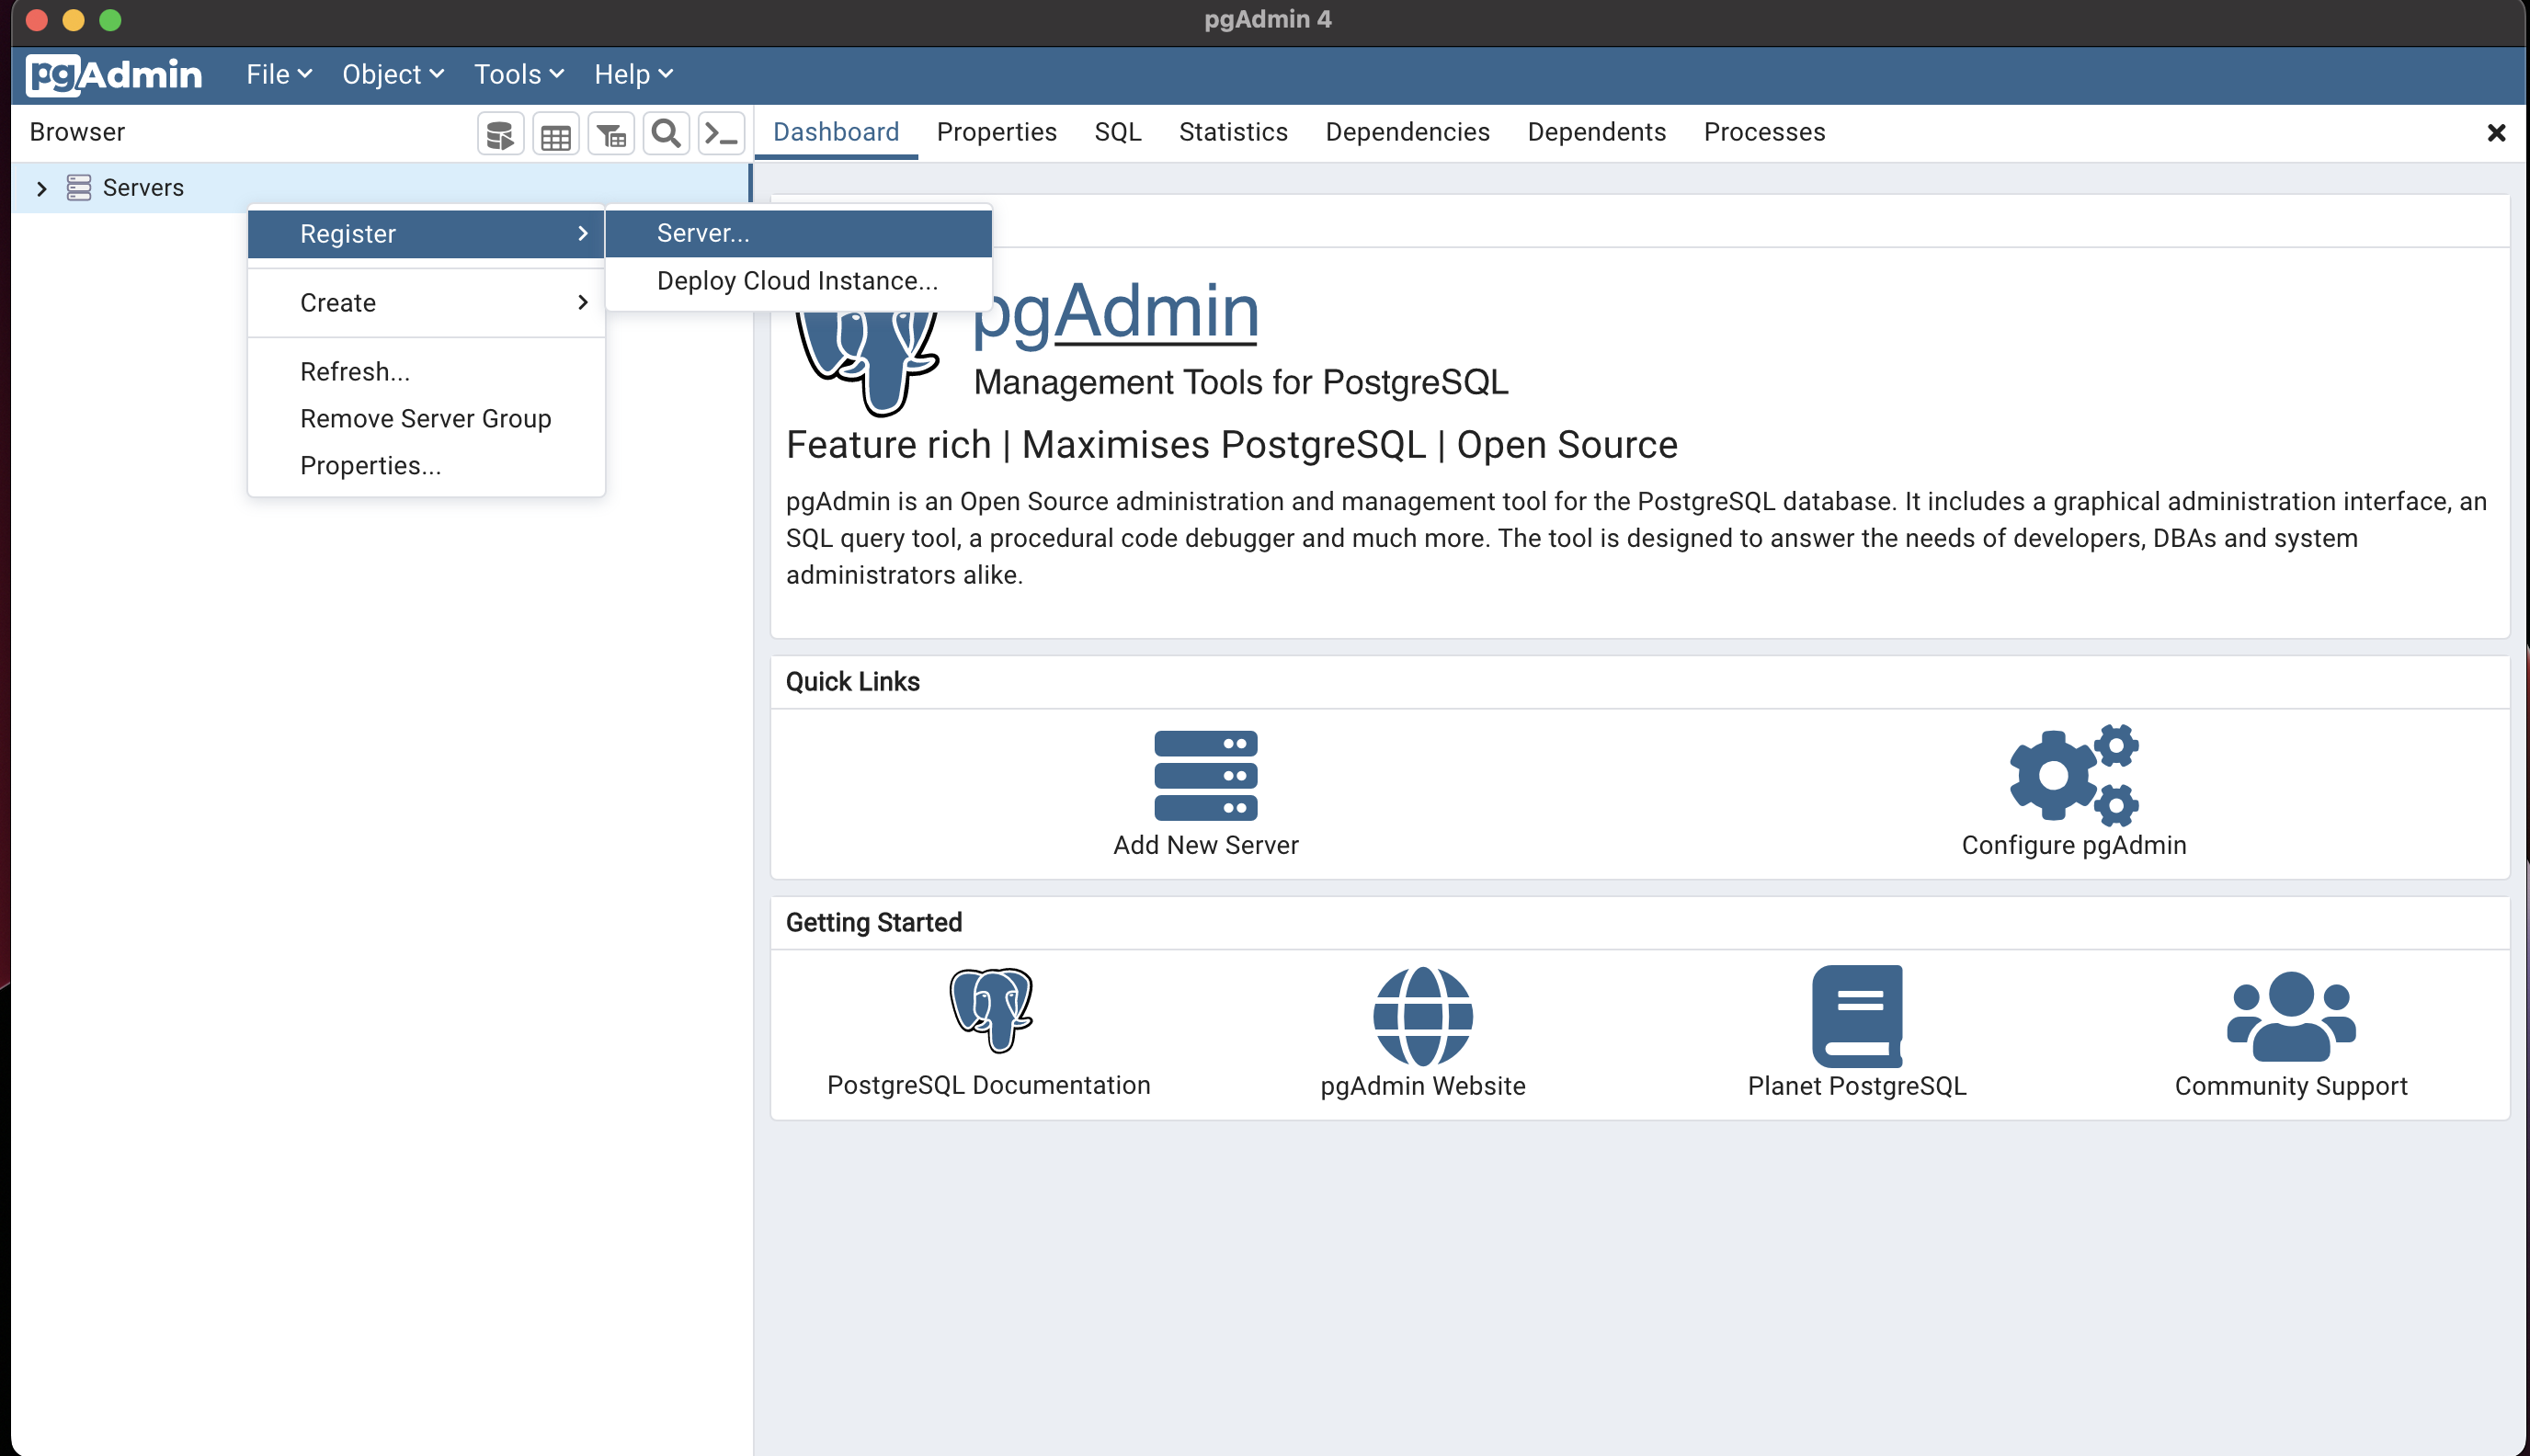 pgAdmin 4
pgAdmin File Object Tools Help
Browser
Dashboard Properties SQL Statistics Dependencies Dependents Processes
Servers
Register
Server...
Deploy Cloud Instance...
Create
Refresh...
Remove Server Group
Properties...
pgAdmin
Management Tools for PostgreSQL
Feature rich | Maximises PostgreSQL | Open Source
pgAdmin is an Open Source administration and management tool for the PostgreSQL database. It includes a graphical administration interface, an
SQL query tool, a procedural code debugger and much more. The tool is designed to answer the needs of developers, DBAs and system
administrators alike.
Quick Links
Add New Server
Configure pgAdmin
Getting Started
PostgreSQL Documentation
pgAdmin Website
Planet PostgreSQL
Community Support